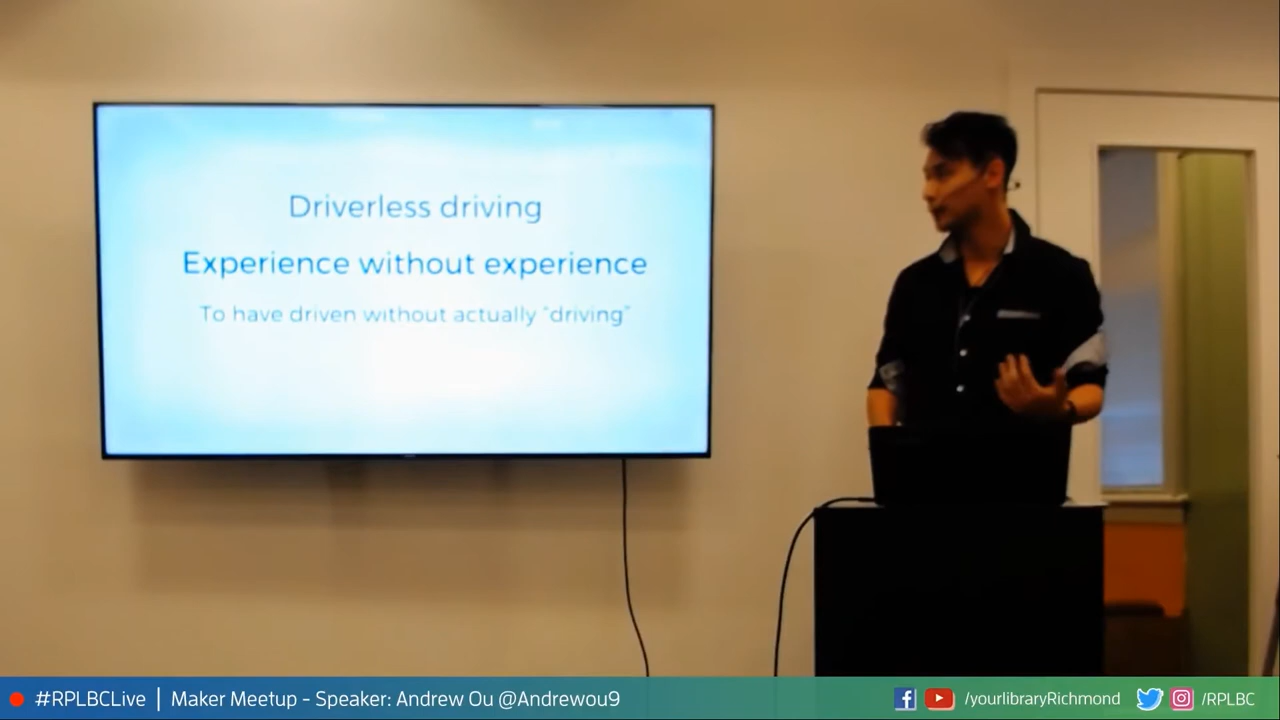 Driverless driving
Experience without experience
To have driven without actually "driving"
#RPLBCLive | Maker Meetup - Speaker: Andrew Ou @Andrewou9
/yourlibraryRichmond
/RPLBC